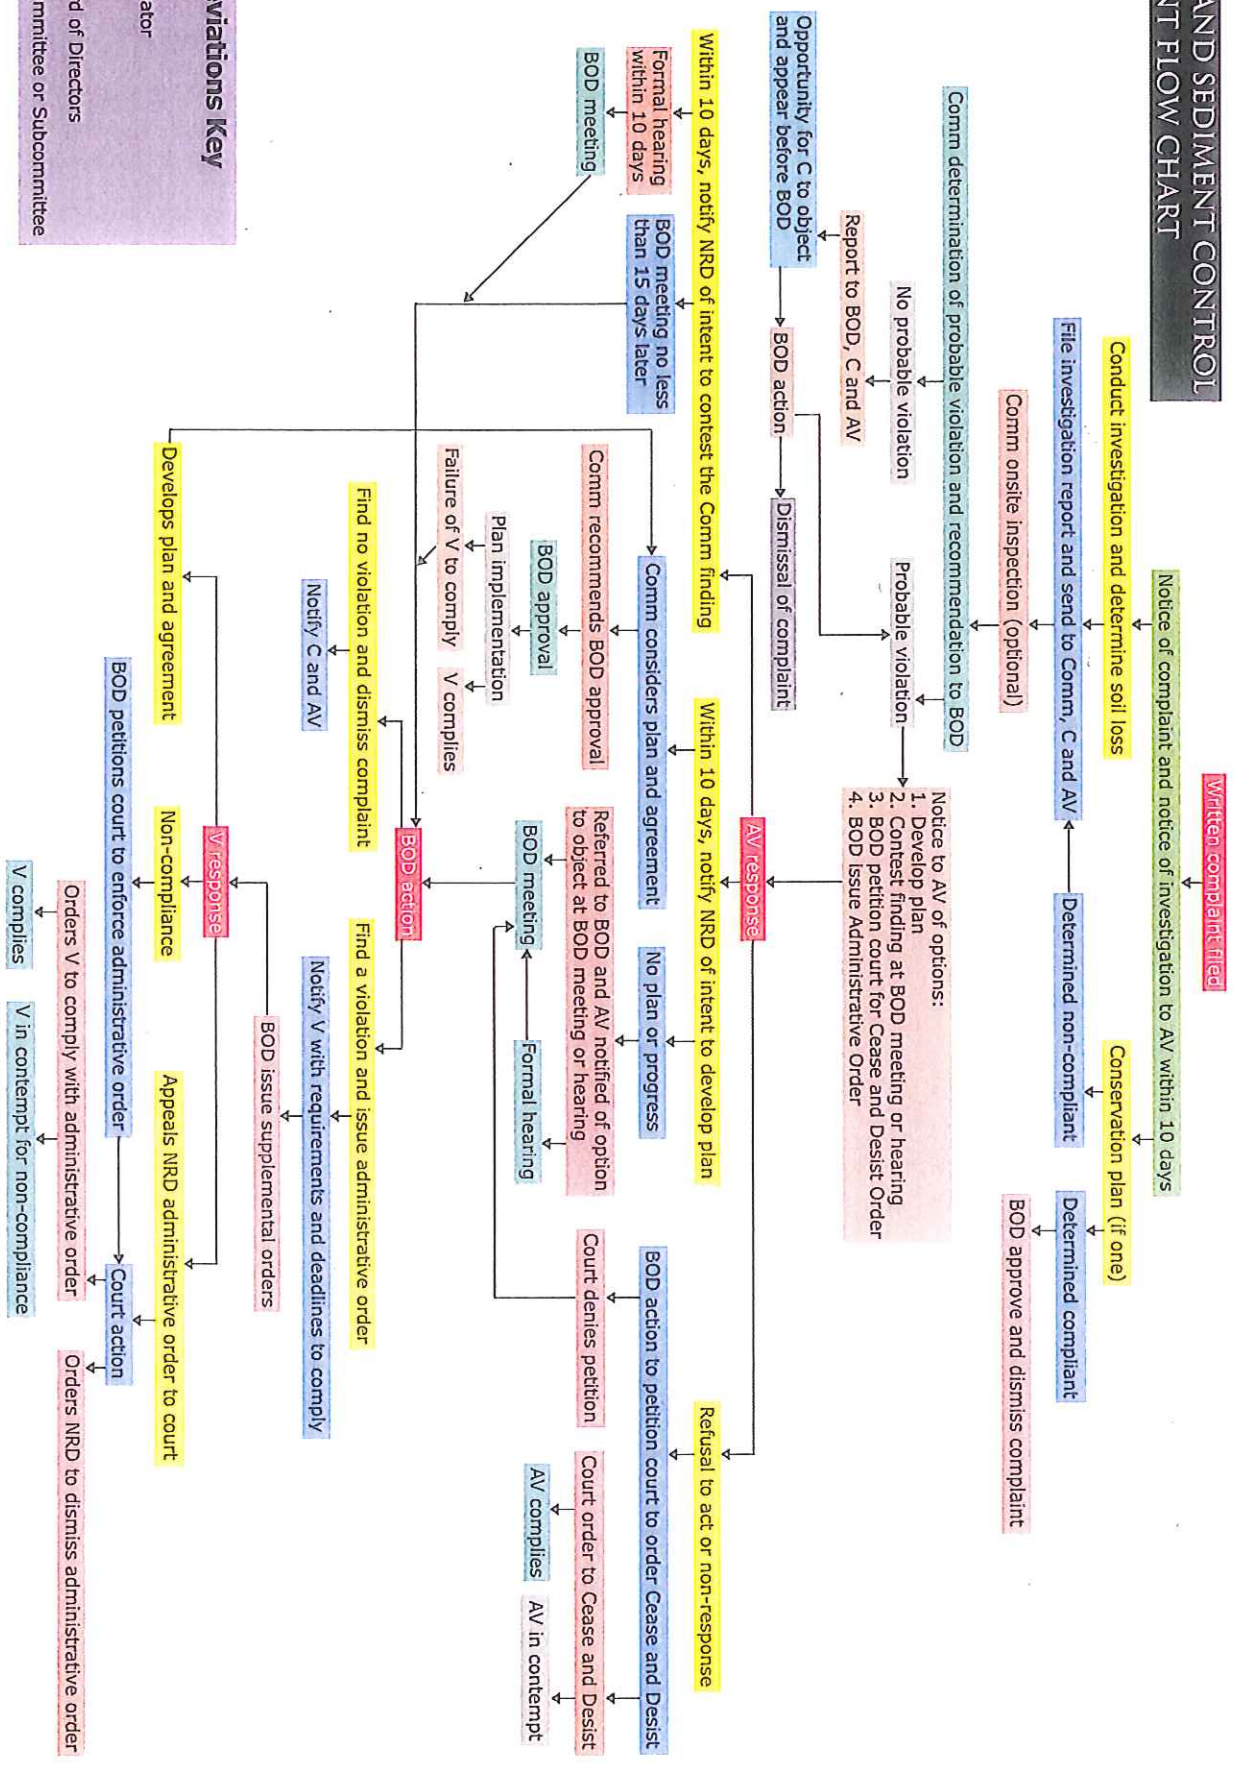 AND SEDIMENT CONTROL
NT FLOW CHART
Written complaint filed
Notice of complaint and notice of investigation to AV within 10 days
Conduct investigation and determine soil loss
Conservation plan (if one)
File investigation report and send to Comm, C and AV
Determined non-compliant
Determined compliant
Comm onsite inspection (optional)
BOD approve and dismiss complaint
Comm determination of probable violation and recommendation to BOD
No probable violation
Probable violation
Notice to AV of options:
1. Develop plan
2. Contest finding at BOD meeting or hearing
3. BOD petition court for Cease and Desist Order
4. BOD issue Administrative Order
Report to BOD, C and AV
Opportunity for C to object
and appear before BOD
BOD action
Dismissal of complaint
AV response
Within 10 days, notify NRD of intent to contest the Comm finding
Within 10 days, notify NRD of intent to develop plan
Refusal to act or non-response
Formal hearing
within 10 days
BOD meeting no less
than 15 days later
Comm considers plan and agreement
No plan or progress
BOD action to petition court to order Cease and Desist
BOD meeting
Comm recommends BOD approval
Referred to BOD and AV notified of option
to object at BOD meeting or hearing
Court denies petition
Court order to Cease and Desist
BOD approval
BOD meeting
Formal hearing
AV complies
AV in contempt
Plan implementation
Failure of V to comply
V complies
BOD action
Find no violation and dismiss complaint
Find a violation and issue administrative order
Notify C and AV
Notify V with requirements and deadlines to comply
BOD issue supplemental orders
V response
Develops plan and agreement
Non-compliance
Appeals NRD administrative order to court
BOD petitions court to enforce administrative order
Court action
Orders V to comply with administrative order
Orders NRD to dismiss administrative order
V complies
V in contempt for non-compliance
eviations Key
ator
rd of Directors
mmittee or Subcommittee